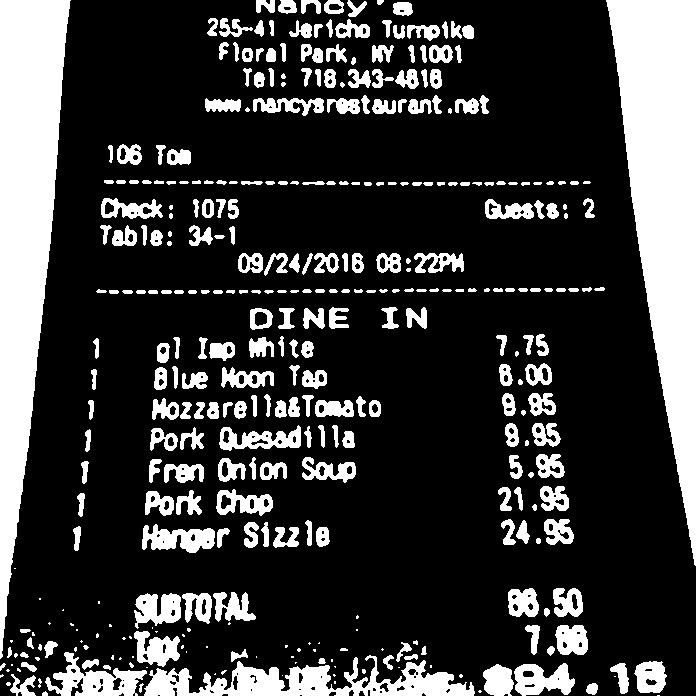 Nancy's
255-41 Jericho Turnpike
Floral Park, NY 11001
Tel: 718.343-4616
www.nancysrestaurant.net
106 Tom
Check: 1075 Guests: 2
Table: 34-1
09/24/2016 08:22PM
DINE IN
1 gl Imp White 7.75
1 Blue Moon Tap 6.00
1 Mozzarella&Tomato 9.95
1 Pork Quesadilla 9.95
1 Fren Onion Soup 5.95
1 Pork Chop 21.95
1 Hanger Sizzle 24.95
SUBTOTAL 86.50
Tax 7.68
TOTAL DUE $94.18